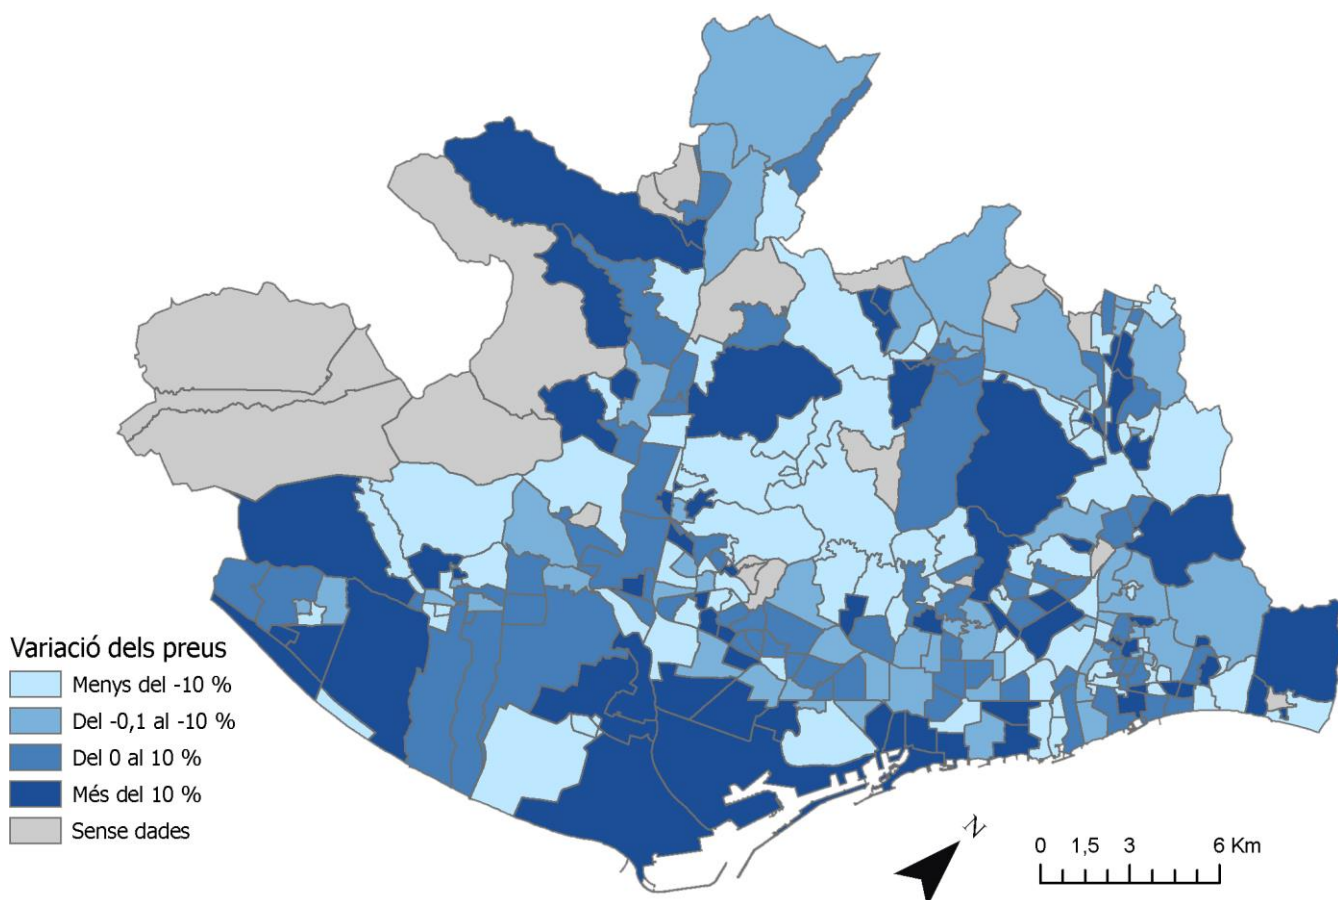 Variació dels preus
Menys del -10 %
Del -0,1 al -10 %
Del 0 al 10 %
Més del 10 %
Sense dades
N
0 1,5 3 6 Km